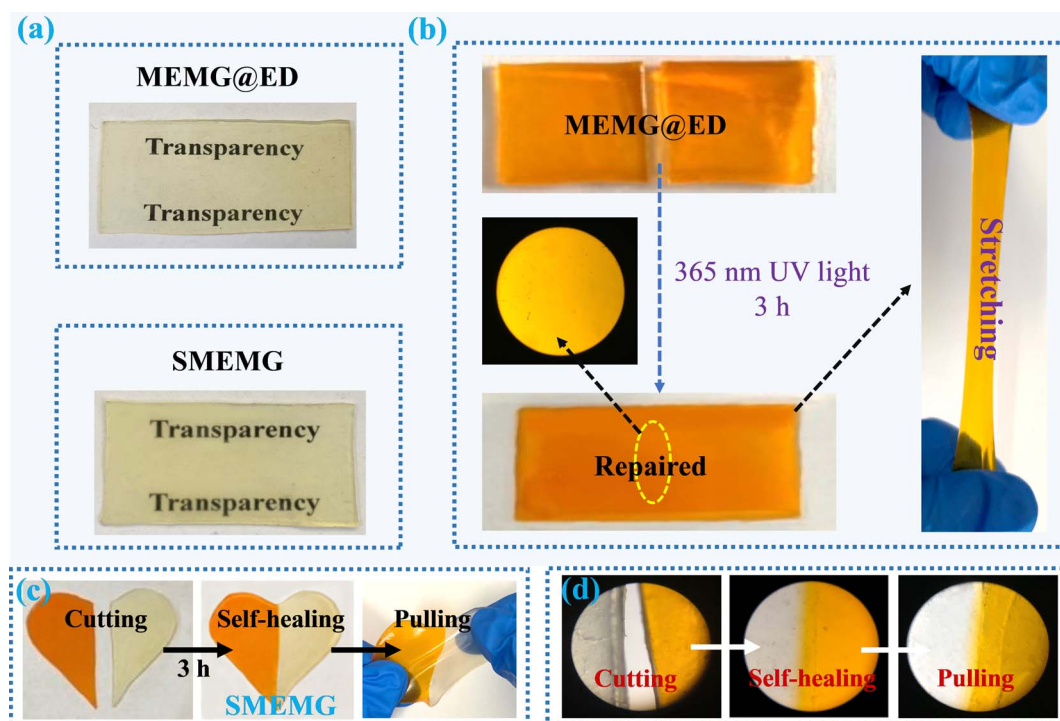 (a)
MEMG@ED
Transparency
Transparency
SMEMG
Transparency
Transparency
(b)
MEMG@ED
365 nm UV light
3 h
Repaired
Stretching
(c)
Cutting
3 h
Self-healing
SMEMG
Pulling
(d)
Cutting
Self-healing
Pulling